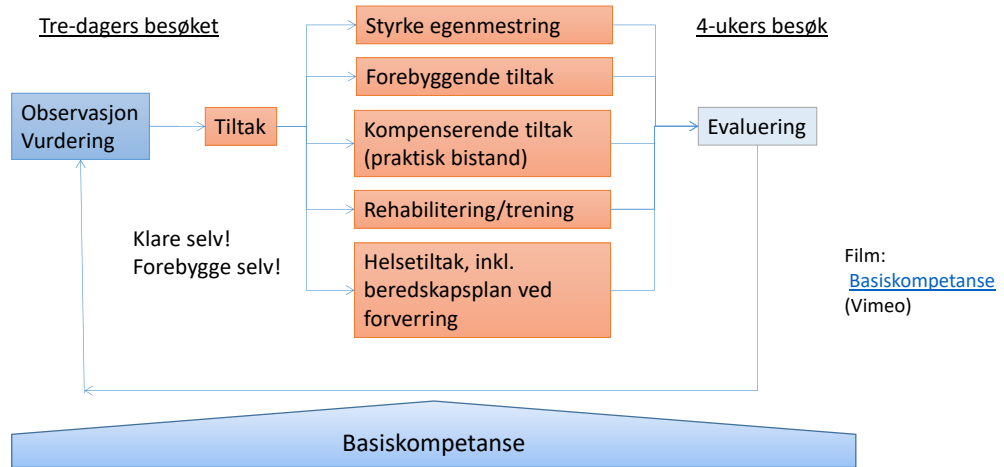 Tre-dagers besøket
4-ukers besøk
Observasjon
Vurdering
Tiltak
Styrke egenmestring
Forebyggende tiltak
Kompenserende tiltak
(praktisk bistand)
Rehabilitering/trening
Helsetiltak, inkl.
beredskapsplan ved
forverring
Evaluering
Klare selv!
Forebygge selv!
Film:
Basiskompetanse
(Vimeo)
Basiskompetanse